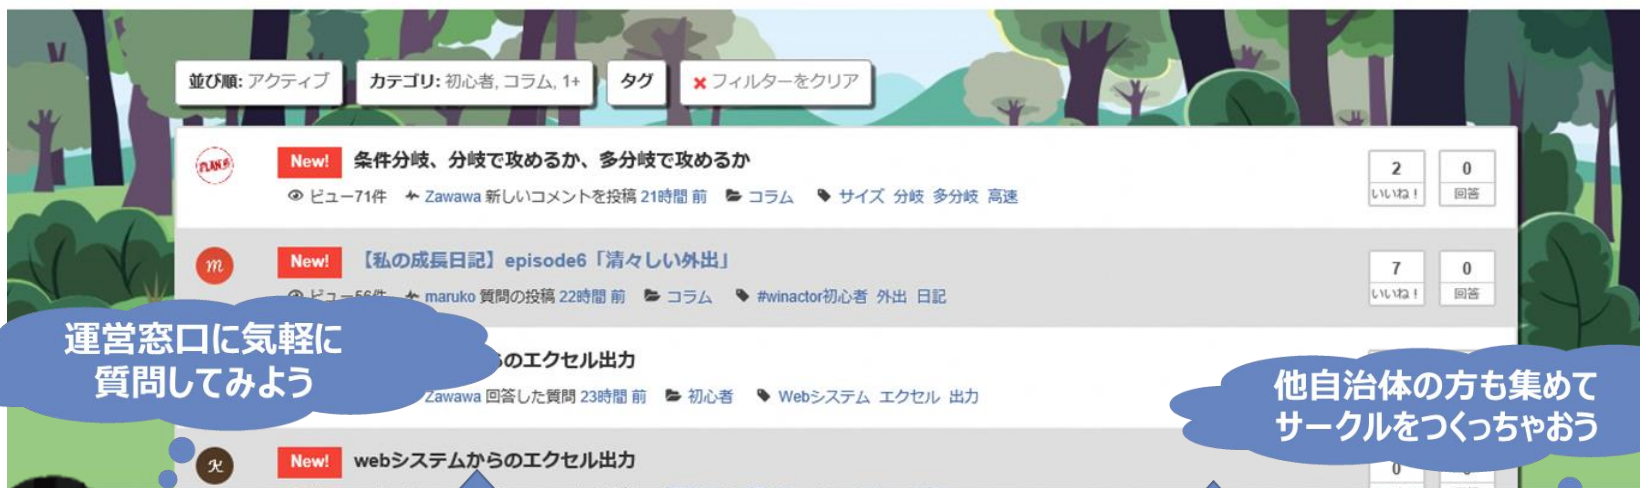 並び順: アクティブ カテゴリ: 初心者, コラム, 1+ タグ ×フィルターをクリア
PLAN B New! 条件分岐、分岐で攻めるか、多分岐で攻めるか 2 0
ビュー71件 Zawawa 新しいコメントを投稿 21時間 前 コラム サイズ 分岐 多分岐 高速 いいね! 回答
m New! 【私の成長日記】episode6「清々しい外出」 7 0
ビュー56件 maruko 質問の投稿 22時間 前 コラム #winactor初心者 外出 日記 いいね! 回答
運営窓口に気軽に
質問してみよう
らのエクセル出力
Zawawa 回答した質問 23時間 前 初心者 Webシステム エクセル 出力
他自治体の方も集めて
サークルをつくっちゃおう
K New! webシステムからのエクセル出力 0